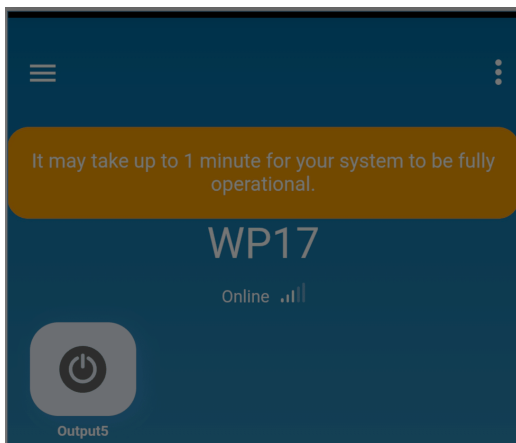 It may take up to 1 minute for your system to be fully
operational.
WP17
Online
Output5